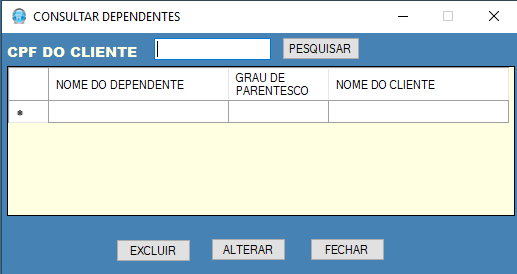 CONSULTAR DEPENDENTES
CPF DO CLIENTE PESQUISAR
NOME DO DEPENDENTE GRAU DE PARENTESCO NOME DO CLIENTE
*
EXCLUIR ALTERAR FECHAR